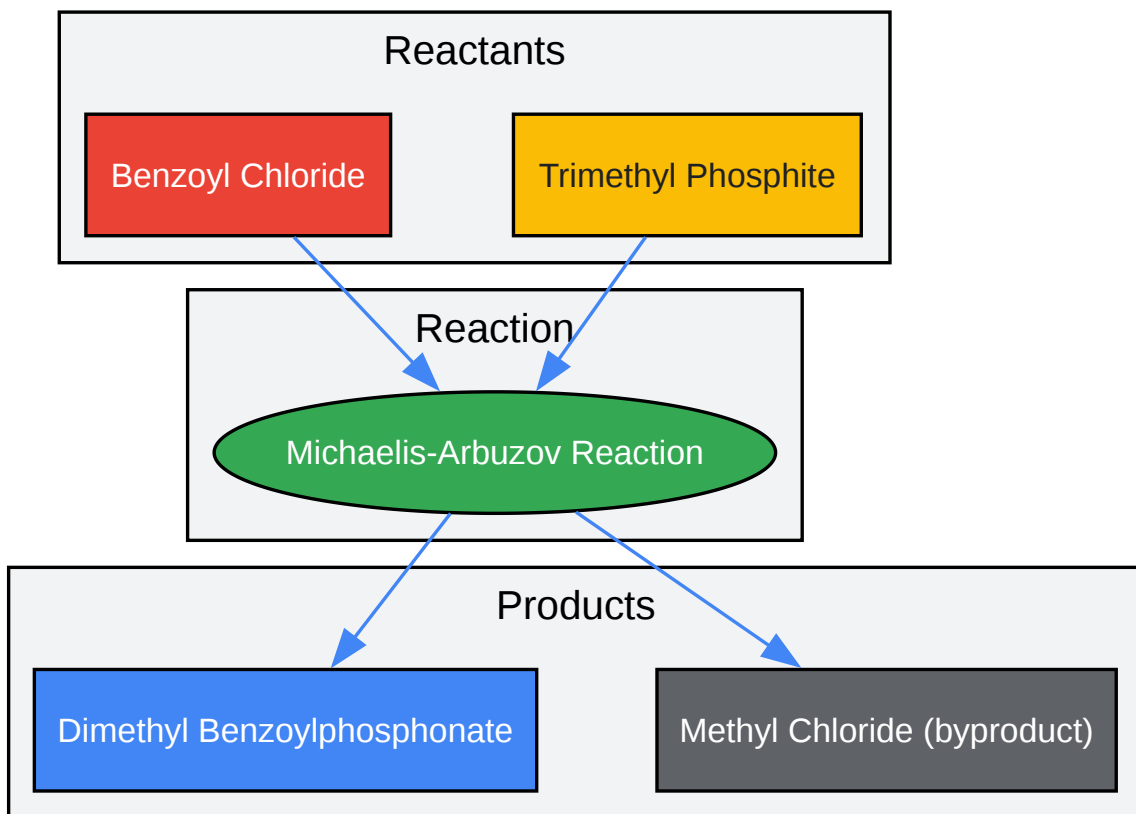 Reactants
Benzoyl Chloride
Trimethyl Phosphite
Reaction
Michaelis-Arbuzov Reaction
Products
Dimethyl Benzoylphosphonate
Methyl Chloride (byproduct)